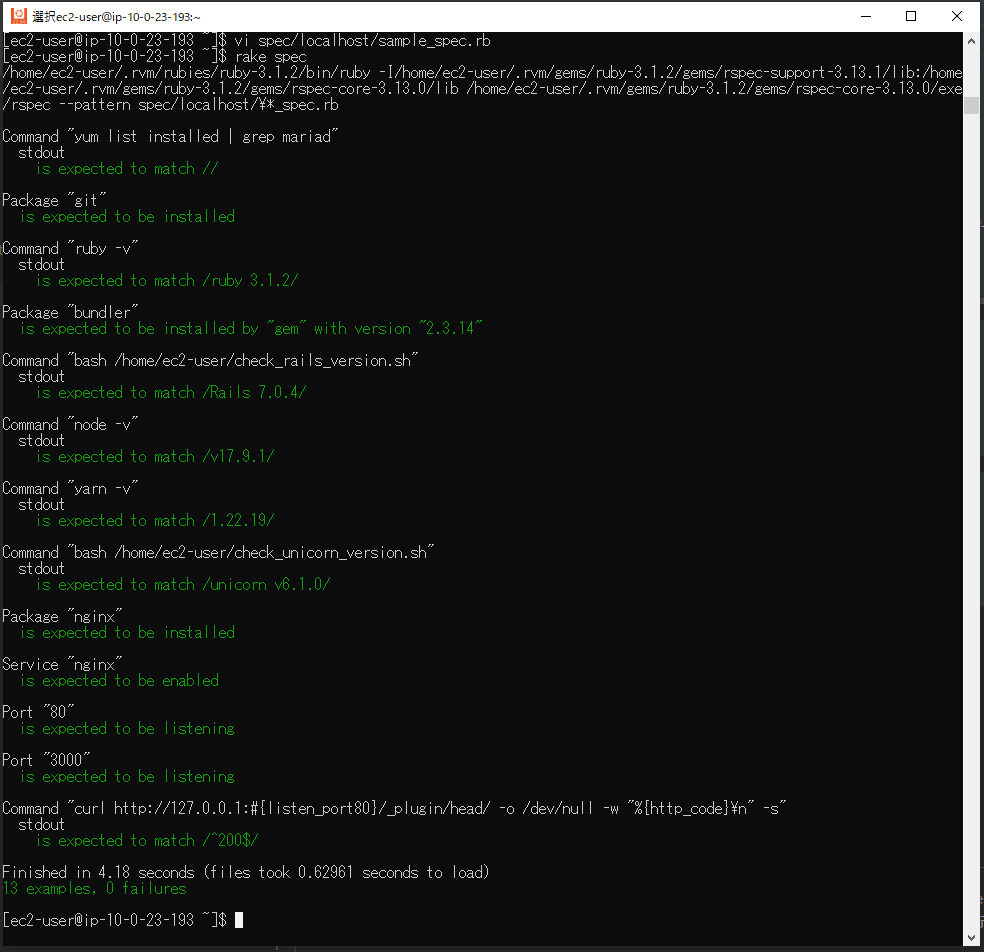 選択ec2-user@ip-10-0-23-193:~
[ec2-user@ip-10-0-23-193 ~]$ vi spec/localhost/sample_spec.rb
[ec2-user@ip-10-0-23-193 ~]$ rake spec
/home/ec2-user/.rvm/rubies/ruby-3.1.2/bin/ruby -I/home/ec2-user/.rvm/gems/ruby-3.1.2/gems/rspec-support-3.13.1/lib:/home
/ec2-user/.rvm/gems/ruby-3.1.2/gems/rspec-core-3.13.0/lib /home/ec2-user/.rvm/gems/ruby-3.1.2/gems/rspec-core-3.13.0/exe
/rspec --pattern spec/localhost/¥*_spec.rb
Command "yum list installed | grep mariad"
stdout
is expected to match //
Package "git"
is expected to be installed
Command "ruby -v"
stdout
is expected to match /ruby 3.1.2/
Package "bundler"
is expected to be installed by "gem" with version "2.3.14"
Command "bash /home/ec2-user/check_rails_version.sh"
stdout
is expected to match /Rails 7.0.4/
Command "node -v"
stdout
is expected to match /v17.9.1/
Command "yarn -v"
stdout
is expected to match /1.22.19/
Command "bash /home/ec2-user/check_unicorn_version.sh"
stdout
is expected to match /unicorn v6.1.0/
Package "nginx"
is expected to be installed
Service "nginx"
is expected to be enabled
Port "80"
is expected to be listening
Port "3000"
is expected to be listening
Command "curl http://127.0.0.1:#{listen_port80}/_plugin/head/ -o /dev/null -w "%{http_code}¥n" -s"
stdout
is expected to match /^200$/
Finished in 4.18 seconds (files took 0.62961 seconds to load)
13 examples, 0 failures
[ec2-user@ip-10-0-23-193 ~]$